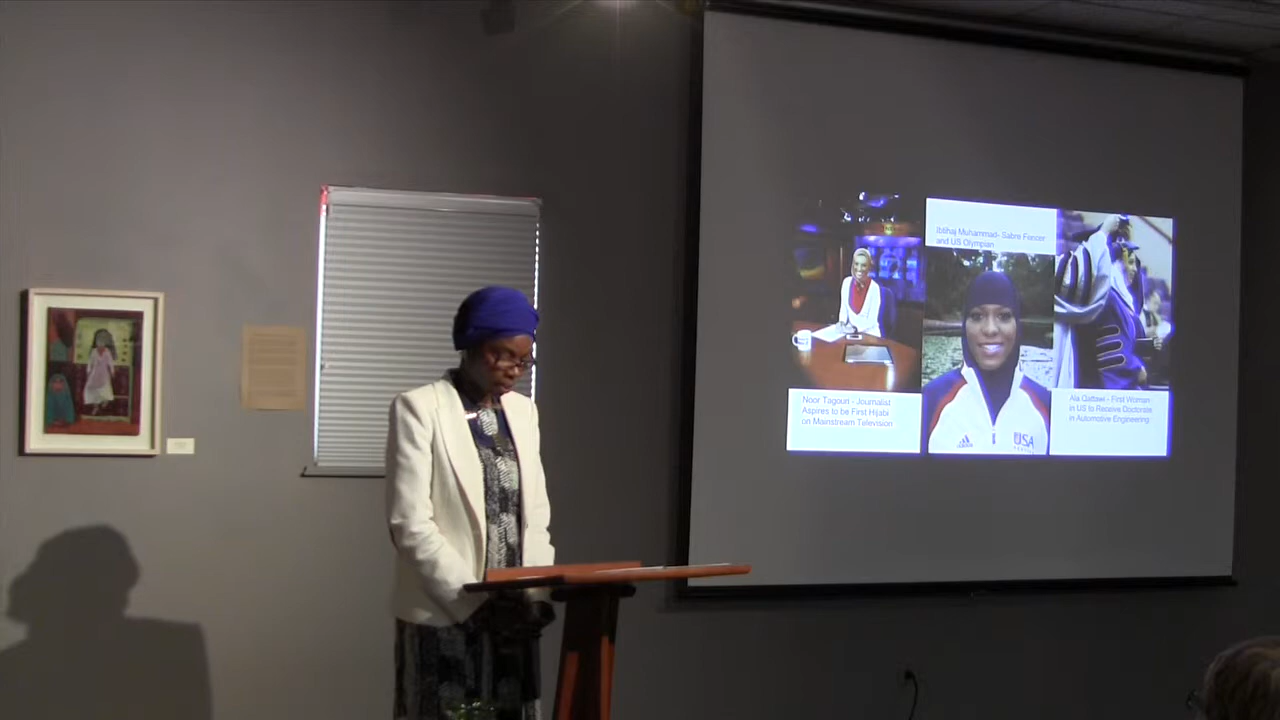 Ibtihaj Muhammad- Sabre Fencer
and US Olympian
Noor Tagouri - Journalist
Aspires to be First Hijabi
on Mainstream Television
Ala Qattawi - First Woman
in US to Receive Doctorate
in Automotive Engineering
adidas
USA